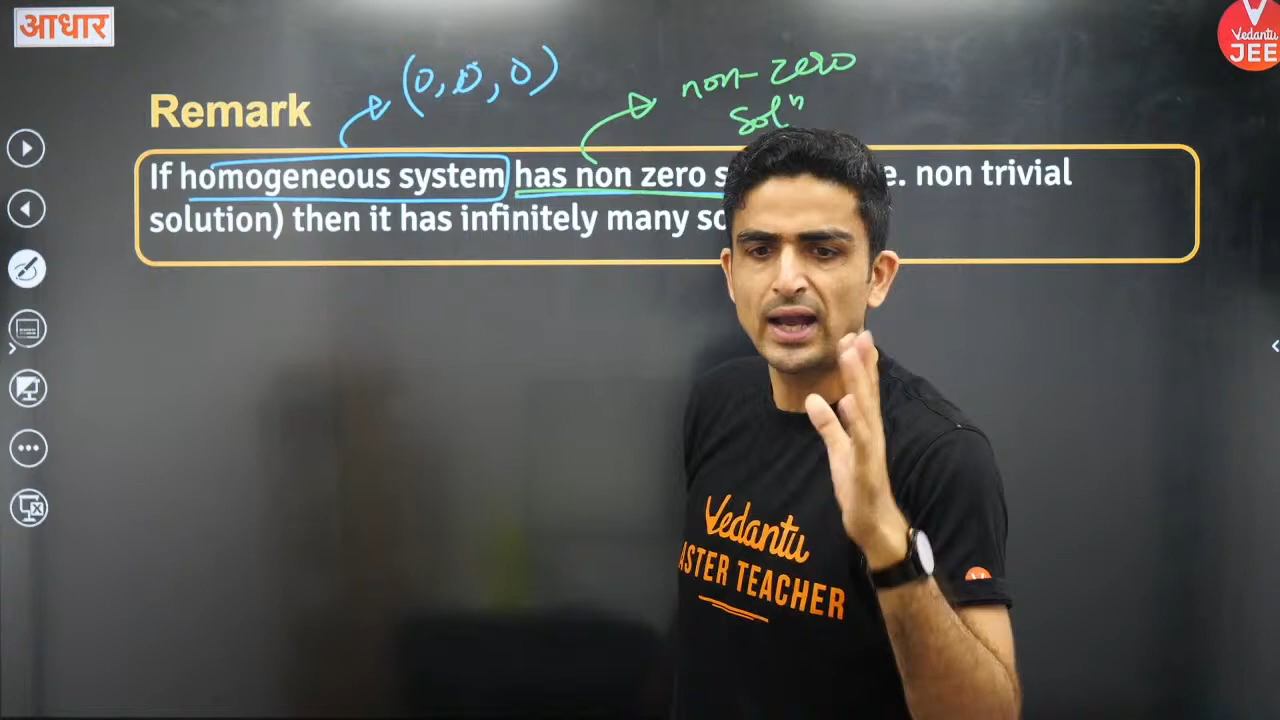 आधार
Vedantu
JEE
(0, 0, 0)
non-zero
solⁿ
Remark
If homogeneous system has non zero s e. non trivial
solution) then it has infinitely many so
Vedantu
ASTER TEACHER